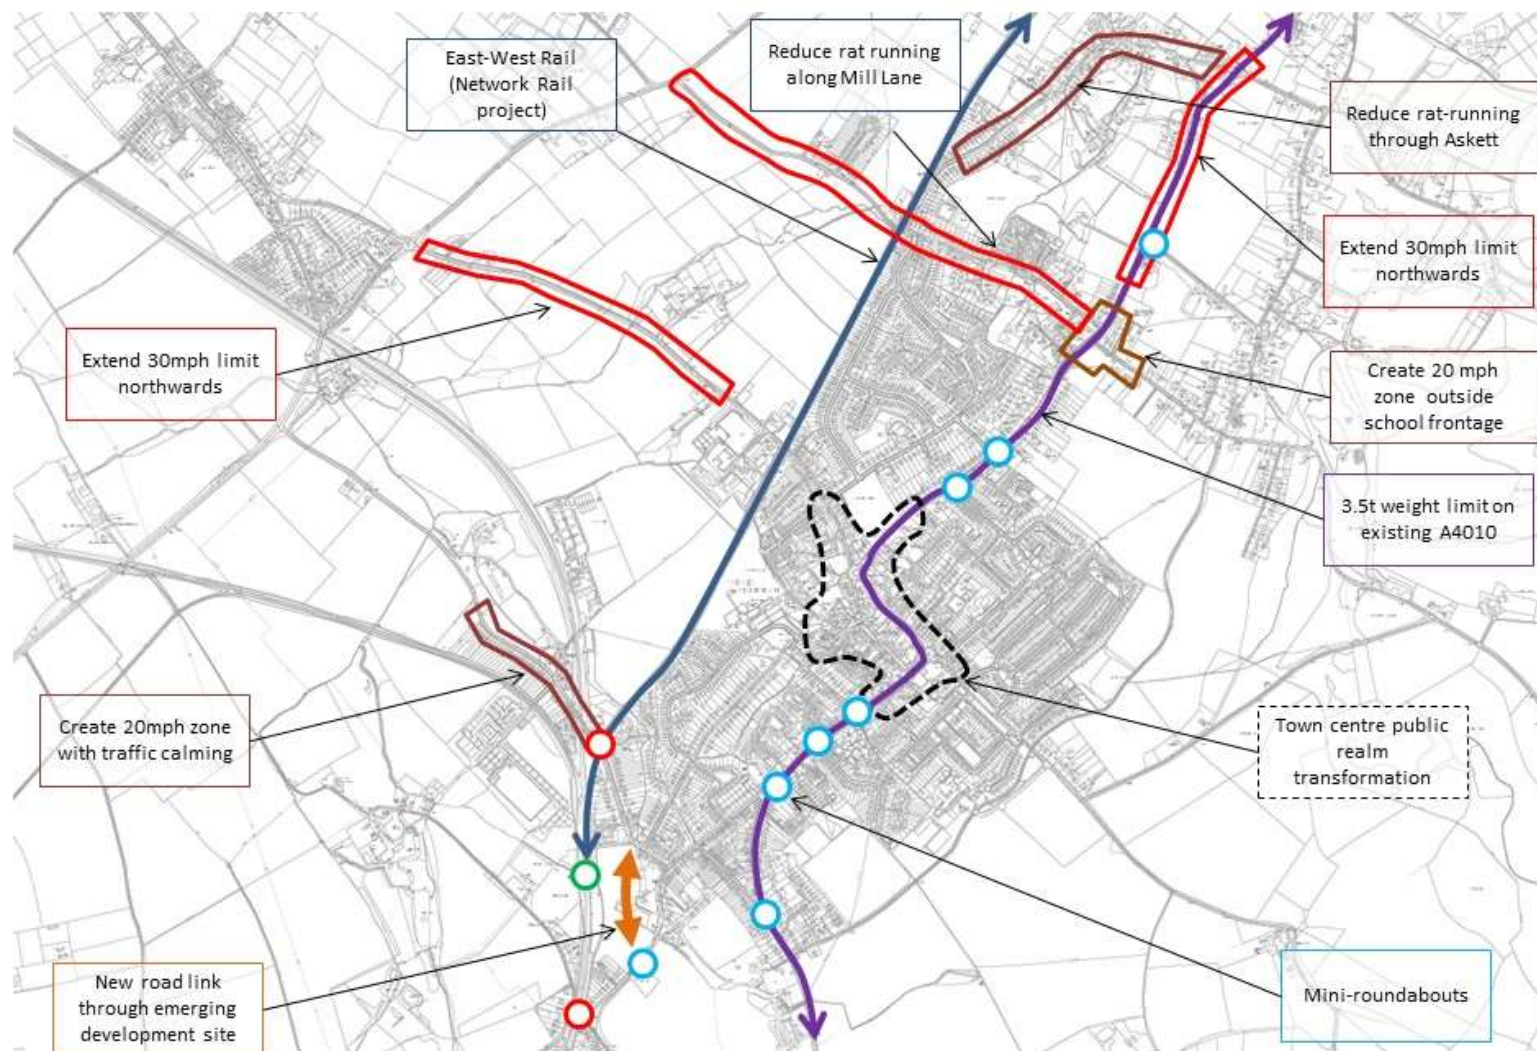 East-West Rail
(Network Rail
project)
Reduce rat running
along Mill Lane
Reduce rat-running
through Askett
Extend 30mph limit
northwards
Extend 30mph limit
northwards
Create 20 mph
zone outside
school frontage
3.5t weight limit on
existing A4010
Create 20mph zone
with traffic calming
Town centre public
realm
transformation
New road link
through emerging
development site
Mini-roundabouts